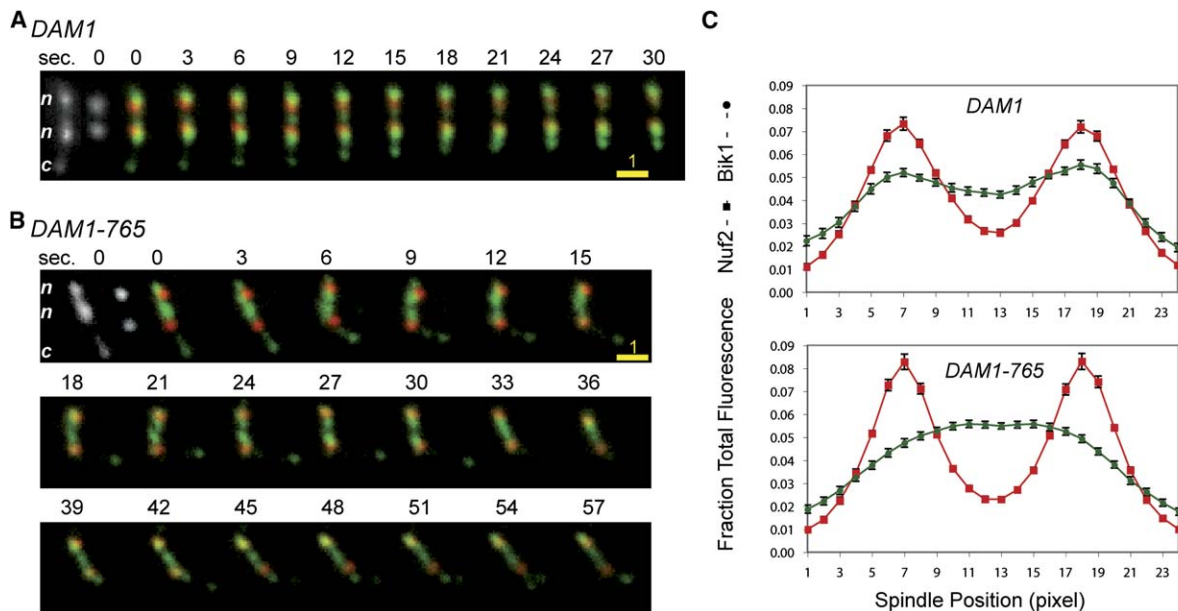 A
DAM1
sec. 0 0 3 6 9 12 15 18 21 24 27 30
n
n
c
1
B
DAM1-765
sec. 0 0 3 6 9 12 15
n
n
c
1
18 21 24 27 30 33 36
39 42 45 48 51 54 57
C
Fraction Total Fluorescence Nuf2 - Bik1 -
DAM1
0.09
0.08
0.07
0.06
0.05
0.04
0.03
0.02
0.01
0.00
1 3 5 7 9 11 13 15 17 19 21 23
DAM1-765
0.09
0.08
0.07
0.06
0.05
0.04
0.03
0.02
0.01
0.00
1 3 5 7 9 11 13 15 17 19 21 23
Spindle Position (pixel)